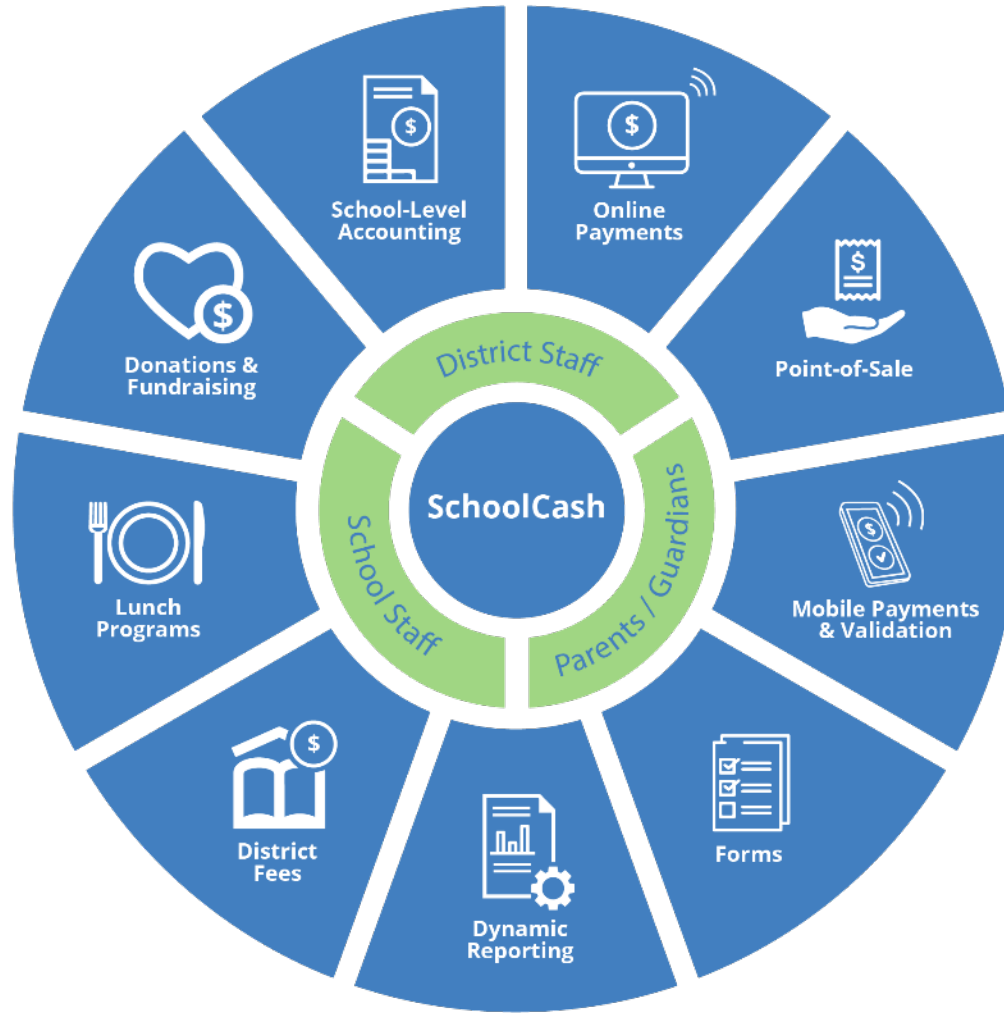 School-Level
Accounting
Online
Payments
$
$
Donations &
Fundraising
$
Point-of-Sale
$
District Staff
SchoolCash
School Staff
Parents / Guardians
Lunch
Programs
Mobile Payments
& Validation
$
District
Fees
$
Dynamic
Reporting
Forms